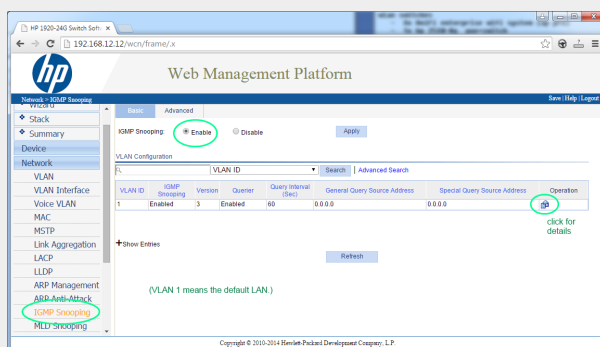 HP 1920-24G Switch Softw
192.168.12.12/wcn/frame/.x
hp
Web Management Platform
Network > IGMP Snooping
Save | Help | Logout
Wizard
Stack
Summary
Device
Network
VLAN
VLAN Interface
Voice VLAN
MAC
MSTP
Link Aggregation
LACP
LLDP
ARP Management
ARP Anti-Attack
IGMP Snooping
MLD Snooping
Basic Advanced
IGMP Snooping: Enable Disable Apply
VLAN Configuration
VLAN ID Search | Advanced Search
VLAN ID IGMP Snooping Version Querier Query Interval (Sec) General Query Source Address Special Query Source Address Operation
1 Enabled 3 Enabled 60 0.0.0.0 0.0.0.0
click for
details
+Show Entries
Refresh
(VLAN 1 means the default LAN.)
Copyright © 2010-2014 Hewlett-Packard Development Company, L.P.